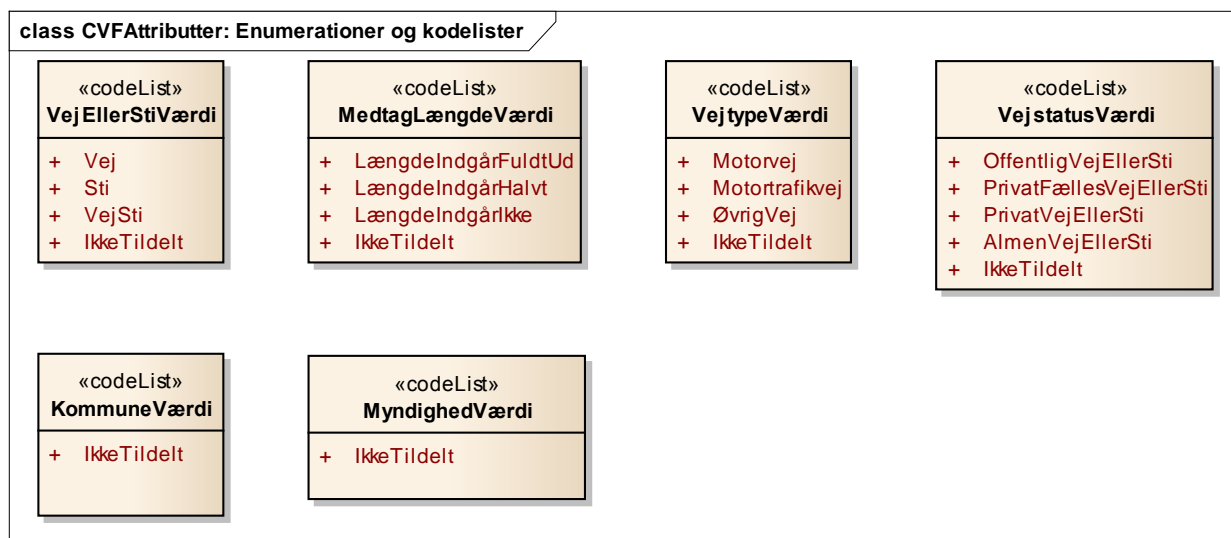 class CVFAttributter: Enumerationer og kodelister
«codeList»
VejEllerStiVærdi
+ Vej
+ Sti
+ VejSti
+ IkkeTildelt
«codeList»
MedtagLængdeVærdi
+ LængdeIndgårFuldtUd
+ LængdeIndgårHalvt
+ LængdeIndgårIkke
+ IkkeTildelt
«codeList»
VejtypeVærdi
+ Motorvej
+ Motortrafikvej
+ ØvrigVej
+ IkkeTildelt
«codeList»
VejstatusVærdi
+ OffentligVejEllerSti
+ PrivatFællesVejEllerSti
+ PrivatVejEllerSti
+ AlmenVejEllerSti
+ IkkeTildelt
«codeList»
KommuneVærdi
+ IkkeTildelt
«codeList»
MyndighedVærdi
+ IkkeTildelt